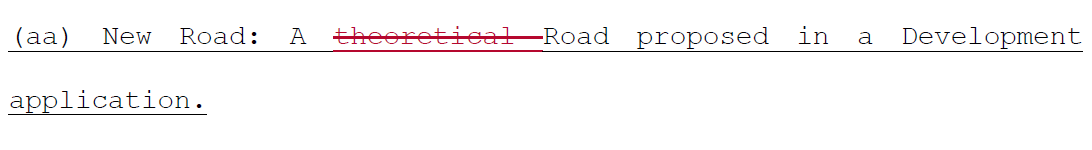 (aa) New Road: A theoretical Road proposed in a Development
application.